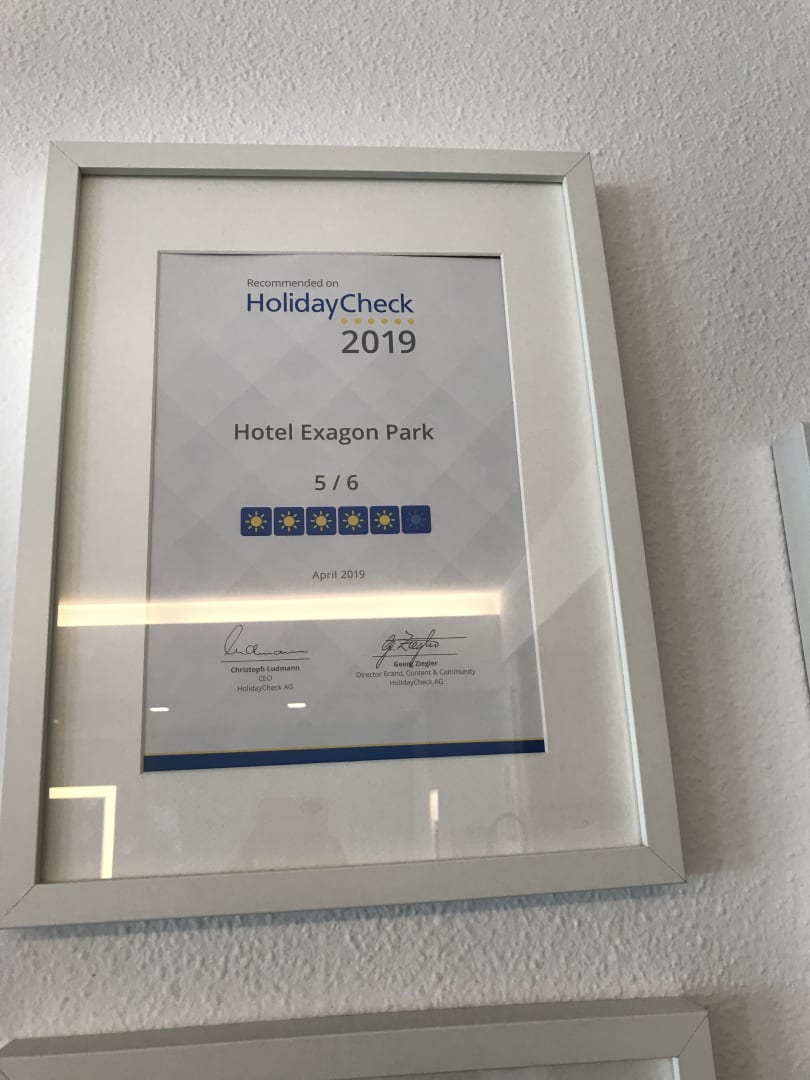 Recommended on
HolidayCheck
2019
Hotel Exagon Park
5 / 6
April 2019
Christoph Ludmann
CEO
HolidayCheck AG
G. Ziegler
Georg Ziegler
Director Brand, Content & Community
HolidayCheck AG